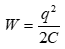 W = q²/2C